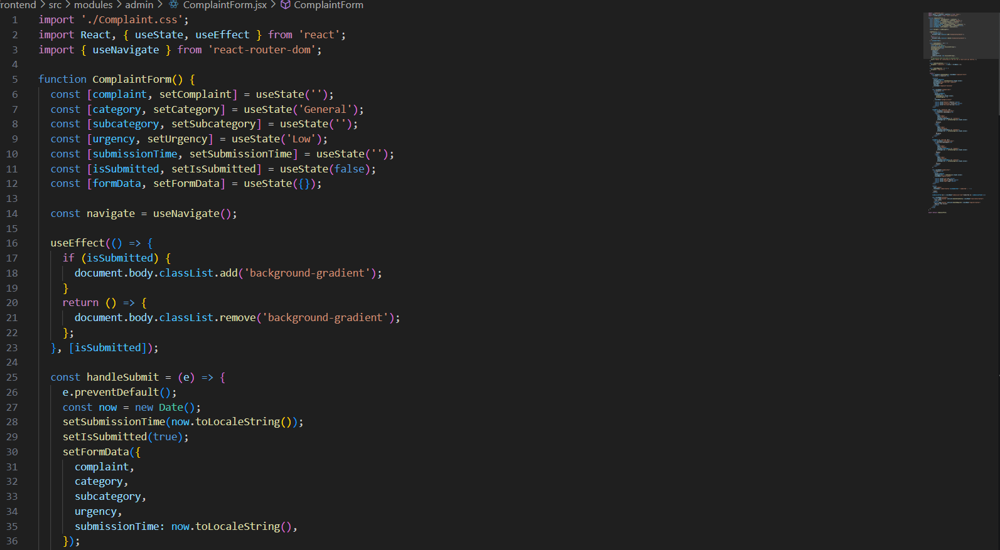 rontend > src > modules > admin > ComplaintForm.jsx > ComplaintForm
1 import './Complaint.css';
2 import React, { useState, useEffect } from 'react';
3 import { useNavigate } from 'react-router-dom';
4
5 function ComplaintForm() {
6   const [complaint, setComplaint] = useState('');
7   const [category, setCategory] = useState('General');
8   const [subcategory, setSubcategory] = useState('');
9   const [urgency, setUrgency] = useState('Low');
10   const [submissionTime, setSubmissionTime] = useState('');
11   const [isSubmitted, setIsSubmitted] = useState(false);
12   const [formData, setFormData] = useState({});
13
14   const navigate = useNavigate();
15
16   useEffect(() => {
17     if (isSubmitted) {
18       document.body.classList.add('background-gradient');
19     }
20     return () => {
21       document.body.classList.remove('background-gradient');
22     };
23   }, [isSubmitted]);
24
25   const handleSubmit = (e) => {
26     e.preventDefault();
27     const now = new Date();
28     setSubmissionTime(now.toLocaleString());
29     setIsSubmitted(true);
30     setFormData({
31       complaint,
32       category,
33       subcategory,
34       urgency,
35       submissionTime: now.toLocaleString(),
36     });